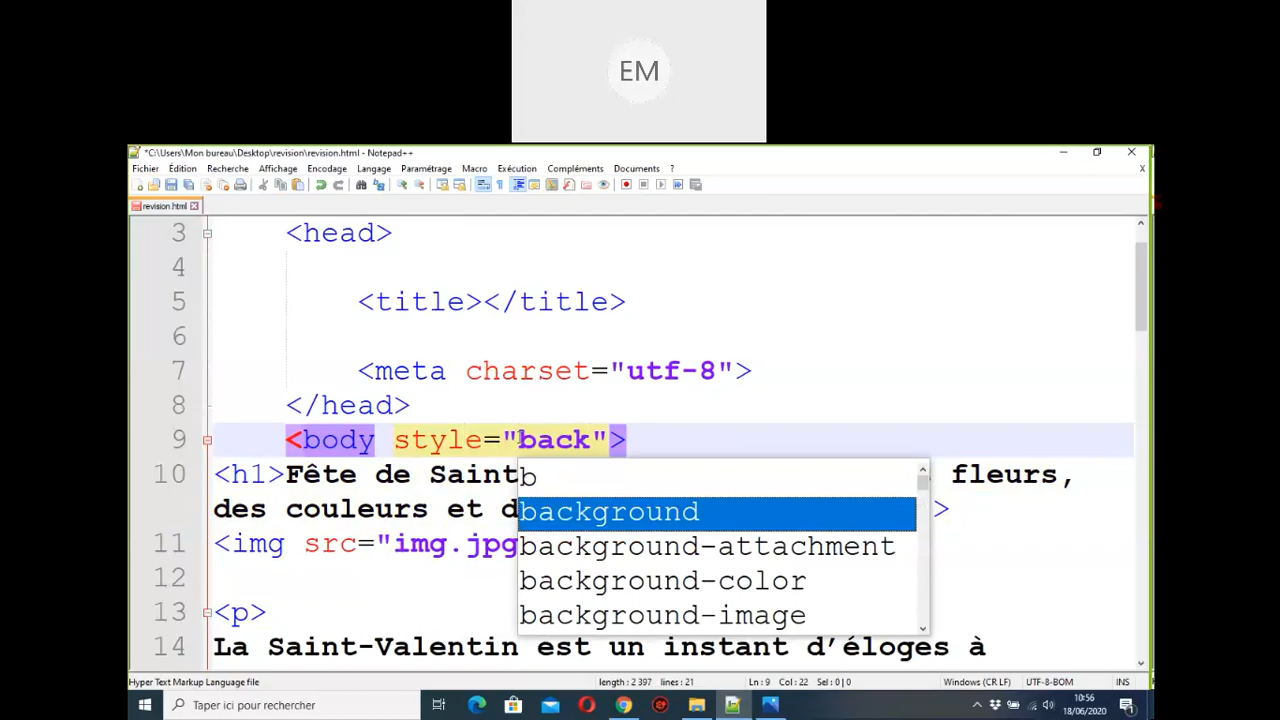 EM
*C:\Users\Mon bureau\Desktop\revision\revision.html - Notepad++
Fichier Édition Recherche Affichage Encodage Langage Paramétrage Macro Exécution Compléments Documents ? X
revision.html
3 <head>
4
5 <title></title>
6
7 <meta charset="utf-8">
8 </head>
9 <body style="back">
b
background
background-attachment
background-color
background-image
10 <h1>Fête de Saint fleurs,
des couleurs et d >
11 <img src="img.jpg
12
13 <p>
14 La Saint-Valentin est un instant d’éloges à
Hyper Text Markup Language file length : 2 397 lines : 21 Ln : 9 Col : 22 Sel : 0 | 0 Windows (CR LF) UTF-8-BOM INS
Taper ici pour rechercher
10:56
18/06/2020
1